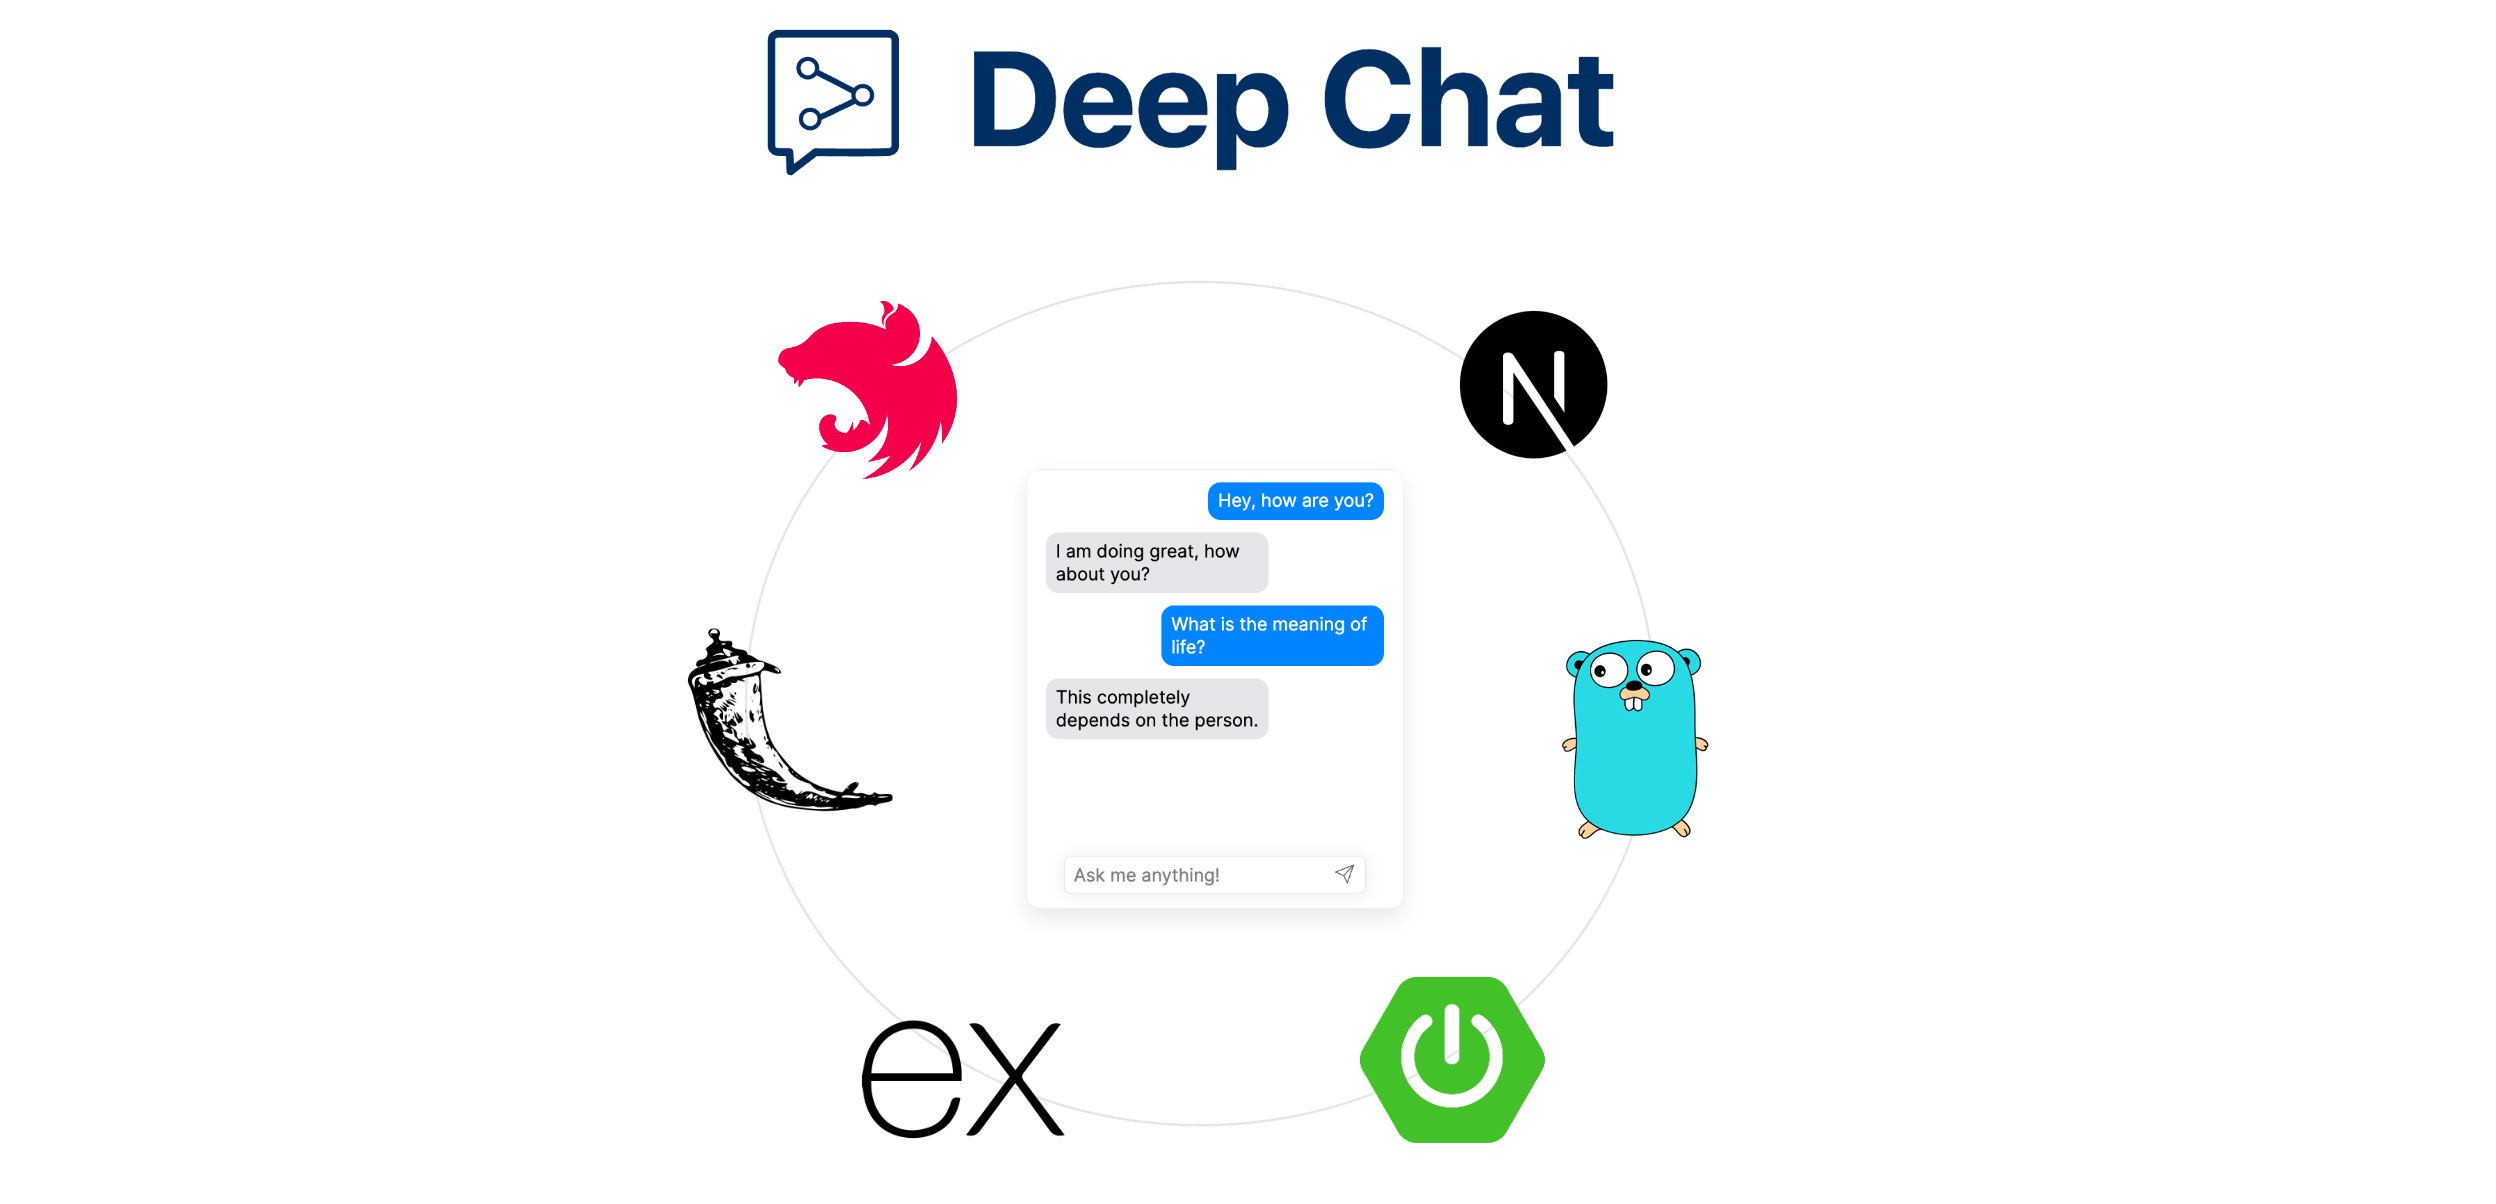 Deep Chat
N
Hey, how are you?
I am doing great, how
about you?
What is the meaning of
life?
This completely
depends on the person.
Ask me anything!
ex